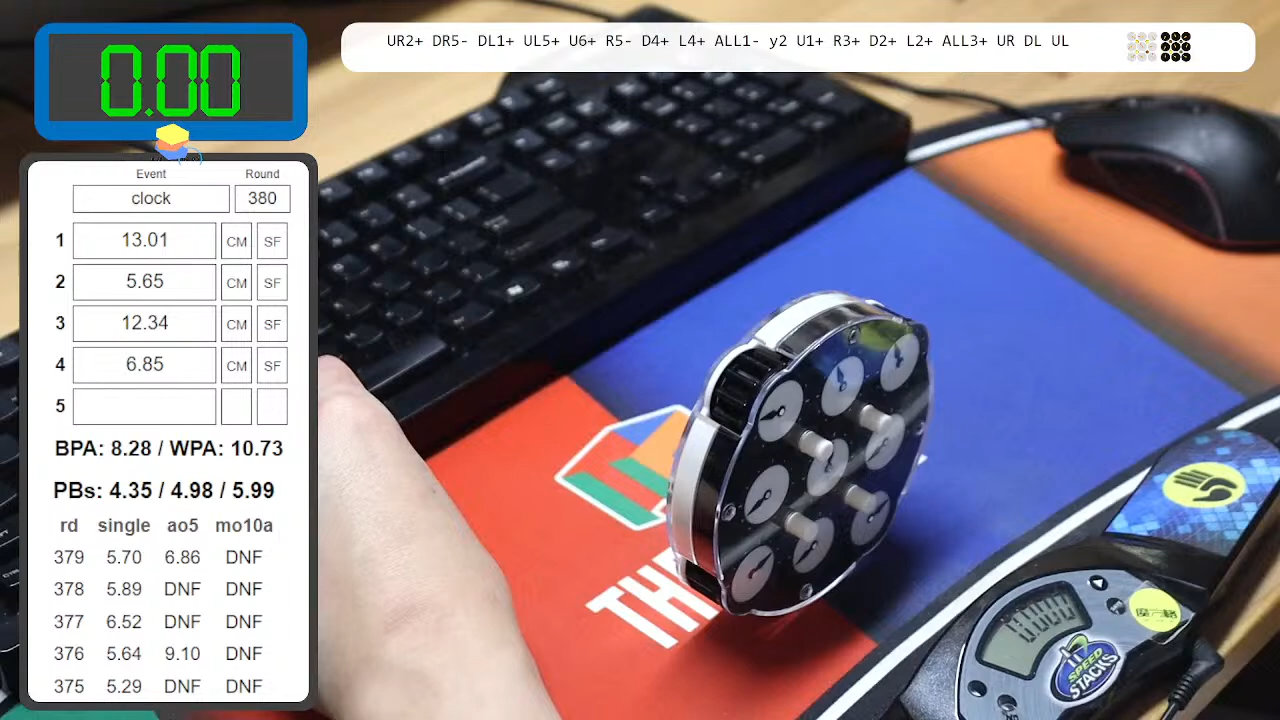 0.00
UR2+ DR5- DL1+ UL5+ U6+ R5- D4+ L4+ ALL1- y2 U1+ R3+ D2+ L2+ ALL3+ UR DL UL
Event Round
clock 380
1 13.01 CM SF
2 5.65 CM SF
3 12.34 CM SF
4 6.85 CM SF
5
BPA: 8.28 / WPA: 10.73
PBs: 4.35 / 4.98 / 5.99
rd single ao5 mo10a
379 5.70 6.86 DNF
378 5.89 DNF DNF
377 6.52 DNF DNF
376 5.64 9.10 DNF
375 5.29 DNF DNF
TH
0.000
SPEED
STACKS